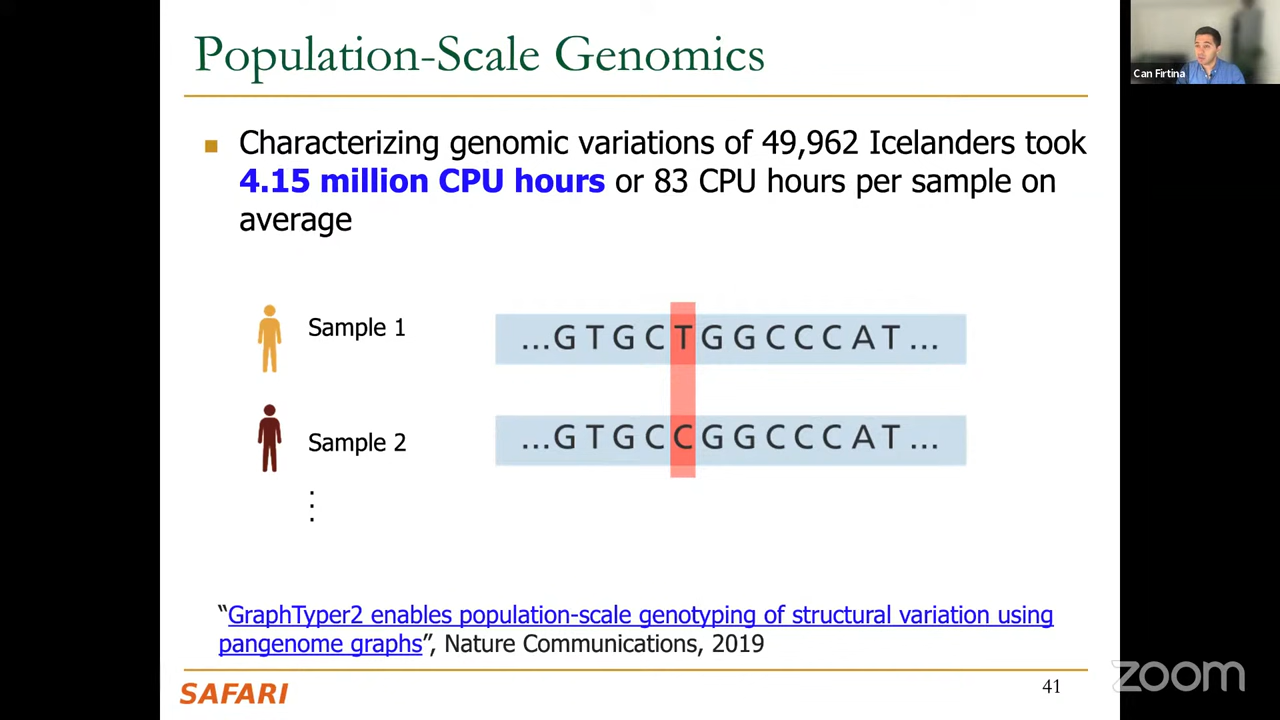 Population-Scale Genomics
Can Firtina
■ Characterizing genomic variations of 49,962 Icelanders took
4.15 million CPU hours or 83 CPU hours per sample on
average
Sample 1
...GTGCTGGCCCAT...
Sample 2
...GTGCCGGCCCAT...
⋮
“GraphTyper2 enables population-scale genotyping of structural variation using
pangenome graphs”, Nature Communications, 2019
SAFARI
41
zoom